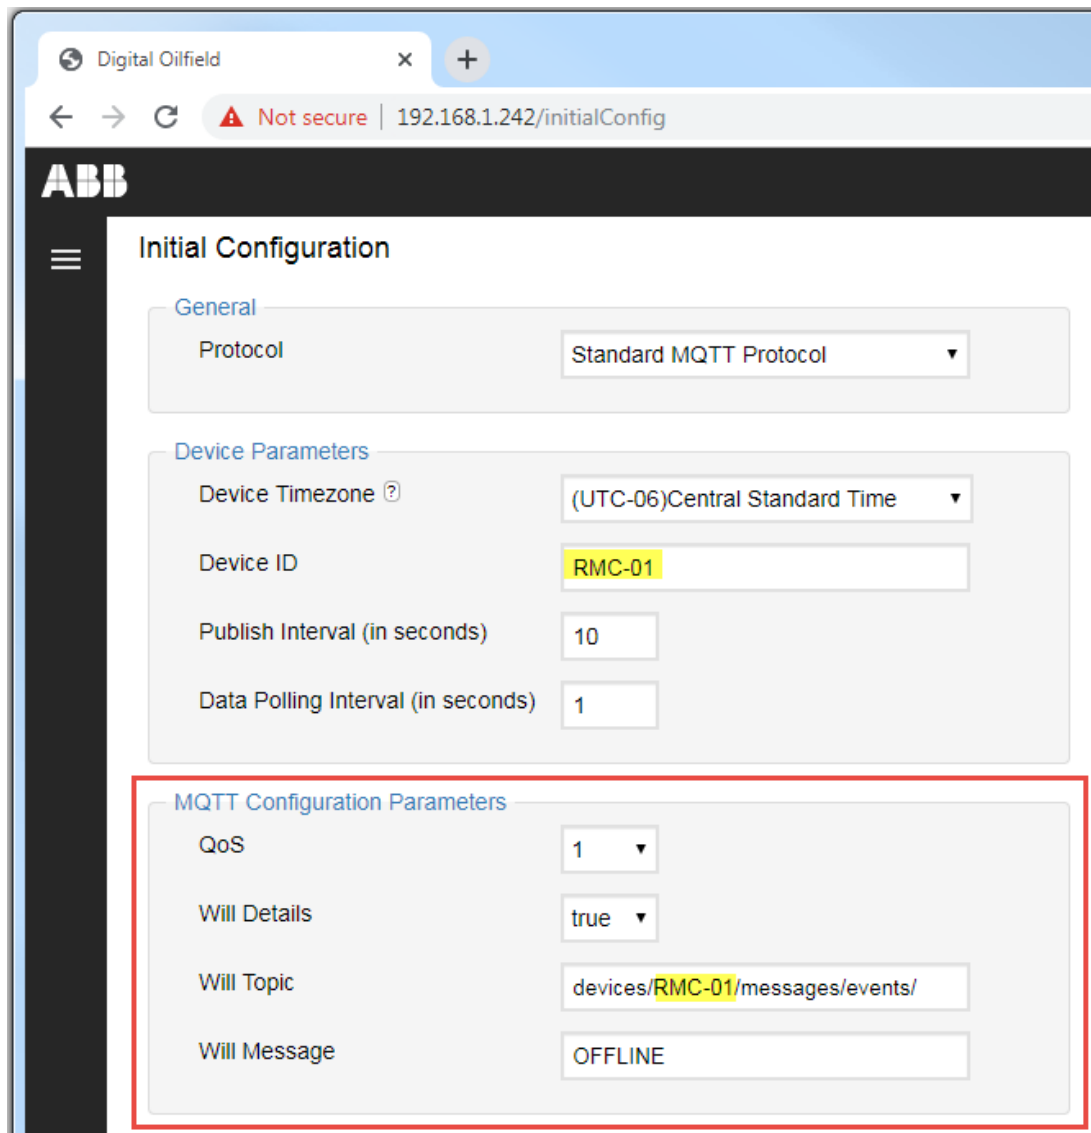 Digital Oilfield
Not secure | 192.168.1.242/initialConfig
ABB
Initial Configuration
General
Protocol Standard MQTT Protocol
Device Parameters
Device Timezone ? (UTC-06)Central Standard Time
Device ID RMC-01
Publish Interval (in seconds) 10
Data Polling Interval (in seconds) 1
MQTT Configuration Parameters
QoS 1
Will Details true
Will Topic devices/RMC-01/messages/events/
Will Message OFFLINE